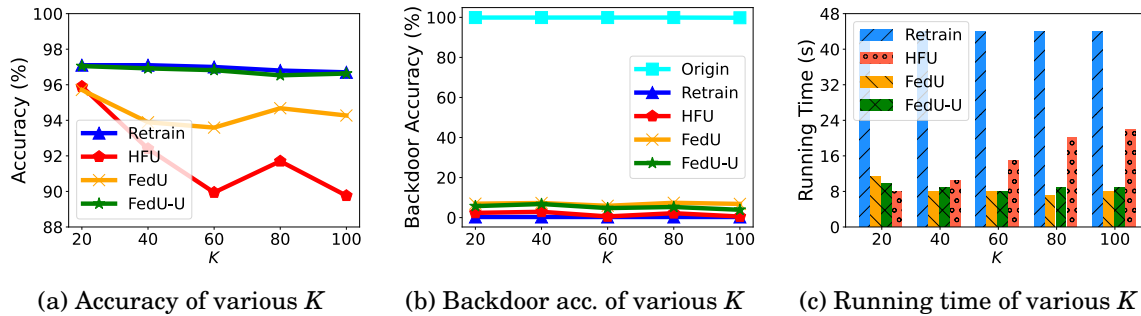 Accuracy (%)
100
98
96
94
92
90
88
Retrain
HFU
FedU
FedU-U
20 40 60 80 100
K
(a) Accuracy of various K
Backdoor Accuracy (%)
100
80
60
40
20
0
Origin
Retrain
HFU
FedU
FedU-U
20 40 60 80 100
K
(b) Backdoor acc. of various K
Running Time (s)
48
40
32
24
16
8
0
Retrain
HFU
FedU
FedU-U
20 40 60 80 100
K
(c) Running time of various K